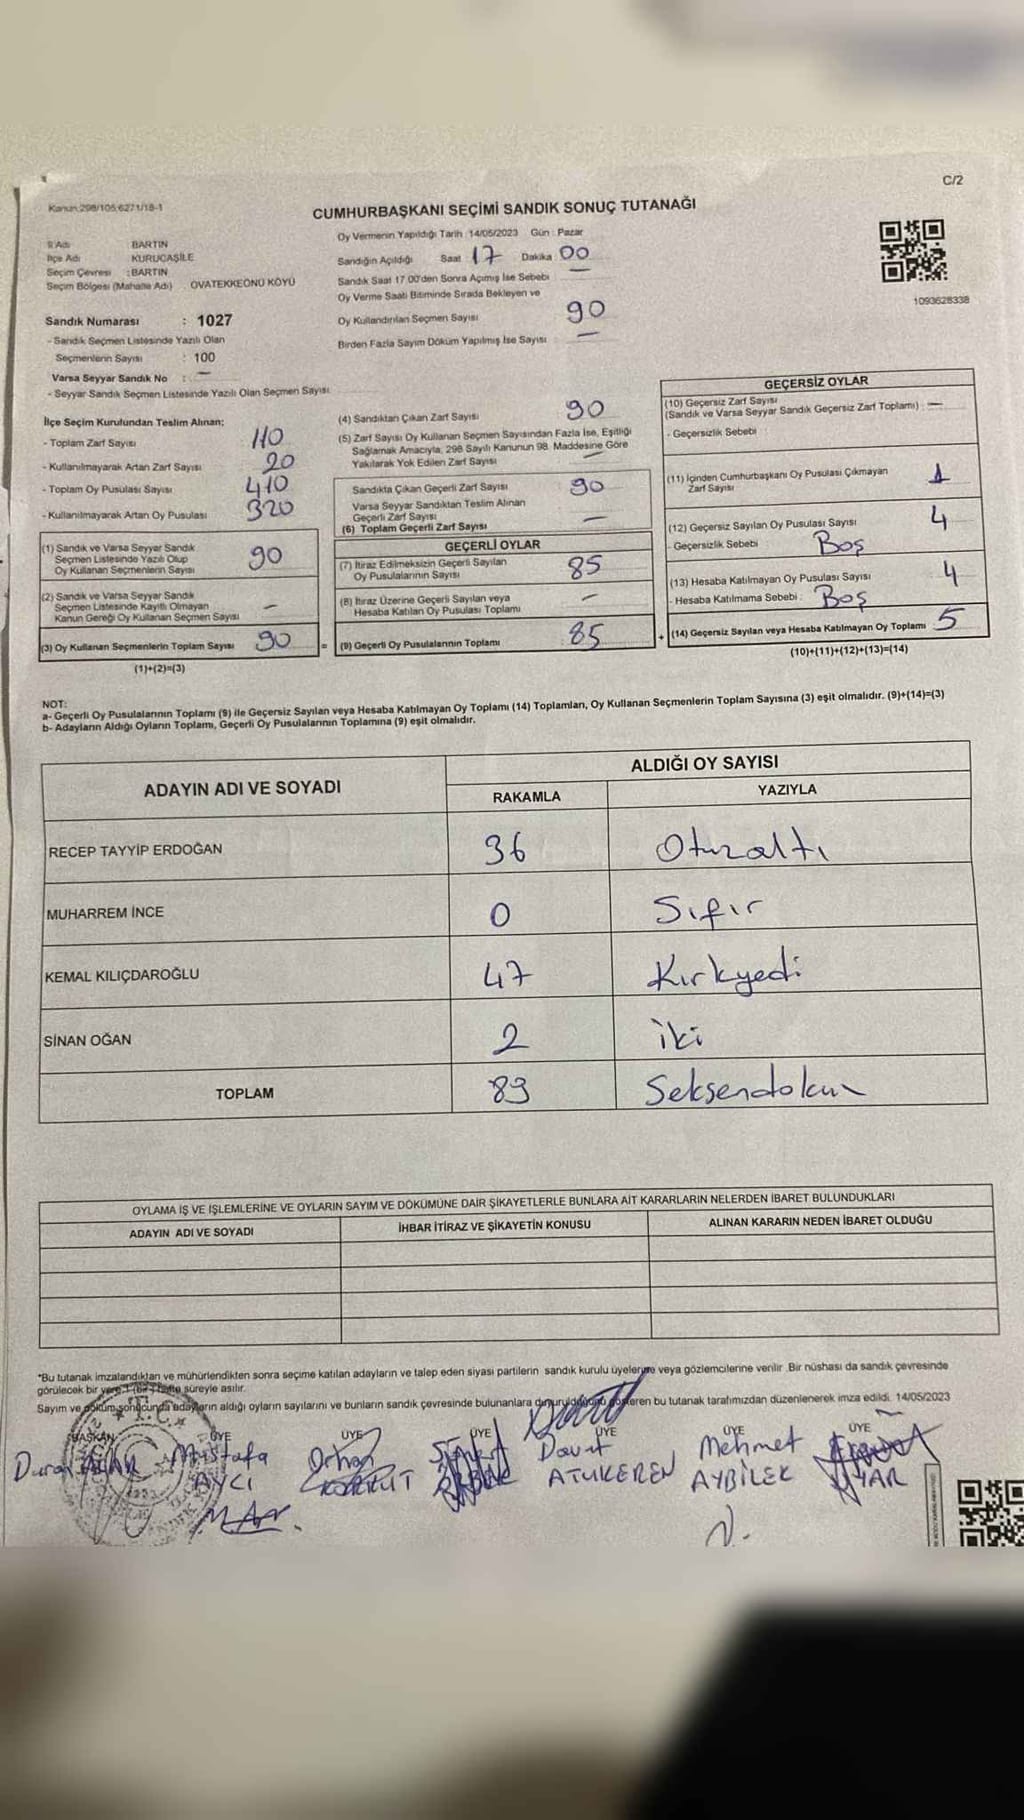 C/2
Kanun:298/105;6271/18-1
CUMHURBAŞKANI SEÇİMİ SANDIK SONUÇ TUTANAĞI
İl Adı BARTIN
İlçe Adı KURUCAŞİLE
Seçim Çevresi : BARTIN
Seçim Bölgesi (Mahalle Adı) OVATEKKEÖNÜ KÖYÜ
Sandık Numarası : 1027
- Sandık Seçmen Listesinde Yazılı Olan
Seçmenlerin Sayısı : 100
Varsa Seyyar Sandık No : —
- Seyyar Sandık Seçmen Listesinde Yazılı Olan Seçmen Sayısı
Oy Vermenin Yapıldığı Tarih : 14/05/2023 Gün : Pazar
Sandığın Açıldığı Saat 17 Dakika 00
Sandık Saat 17.00'den Sonra Açımış İse Sebebi —
Oy Verme Saati Bitiminde Sırada Bekleyen ve
Oy Kullandırılan Seçmen Sayısı 90
Birden Fazla Sayım Döküm Yapılmış İse Sayısı —
1093628338
İlçe Seçim Kurulundan Teslim Alınan;
- Toplam Zarf Sayısı 110
- Kullanılmayarak Artan Zarf Sayısı 20
- Toplam Oy Pusulası Sayısı 410
- Kullanılmayarak Artan Oy Pusulası 320
(1) Sandık ve Varsa Seyyar Sandık
Seçmen Listesinde Yazılı Olup
Oy Kullanan Seçmenlerin Sayısı 90
(2) Sandık ve Varsa Seyyar Sandık
Seçmen Listesinde Kayıtlı Olmayan
Kanun Gereği Oy Kullanan Seçmen Sayısı —
(3) Oy Kullanan Seçmenlerin Toplam Sayısı 90
(1)+(2)=(3)
(4) Sandıktan Çıkan Zarf Sayısı 90
(5) Zarf Sayısı Oy Kullanan Seçmen Sayısından Fazla İse, Eşitliği
Sağlamak Amacıyla, 298 Sayılı Kanunun 98. Maddesine Göre
Yakılarak Yok Edilen Zarf Sayısı —
Sandıkta Çıkan Geçerli Zarf Sayısı 90
Varsa Seyyar Sandıktan Teslim Alınan
Geçerli Zarf Sayısı —
(6) Toplam Geçerli Zarf Sayısı
GEÇERLİ OYLAR
(7) İtiraz Edilmeksizin Geçerli Sayılan
Oy Pusulalarının Sayısı 85
(8) İtiraz Üzerine Geçerli Sayılan veya
Hesaba Katılan Oy Pusulası Toplamı —
= (9) Geçerli Oy Pusulalarının Toplamı 85
GEÇERSİZ OYLAR
(10) Geçersiz Zarf Sayısı
(Sandık ve Varsa Seyyar Sandık Geçersiz Zarf Toplamı) : —
- Geçersizlik Sebebi :
(11) İçinden Cumhurbaşkanı Oy Pusulası Çıkmayan
Zarf Sayısı 1
(12) Geçersiz Sayılan Oy Pusulası Sayısı 4
- Geçersizlik Sebebi : Boş
(13) Hesaba Katılmayan Oy Pusulası Sayısı 4
- Hesaba Katılmama Sebebi : Boş
+ (14) Geçersiz Sayılan veya Hesaba Katılmayan Oy Toplamı 5
(10)+(11)+(12)+(13)=(14)
NOT:
a- Geçerli Oy Pusulalarının Toplamı (9) ile Geçersiz Sayılan veya Hesaba Katılmayan Oy Toplamı (14) Toplamları, Oy Kullanan Seçmenlerin Toplam Sayısına (3) eşit olmalıdır. (9)+(14)=(3)
b- Adayların Aldığı Oyların Toplamı, Geçerli Oy Pusulalarının Toplamına (9) eşit olmalıdır.
ADAYIN ADI VE SOYADI ALDIĞI OY SAYISI
RAKAMLA YAZIYLA
RECEP TAYYİP ERDOĞAN 36 Otuzaltı
MUHARREM İNCE 0 Sıfır
KEMAL KILIÇDAROĞLU 47 Kırkyedi
SİNAN OĞAN 2 iki
TOPLAM 89 Seksendokuz
OYLAMA İŞ VE İŞLEMLERİNE VE OYLARIN SAYIM VE DÖKÜMÜNE DAİR ŞİKAYETLERLE BUNLARA AİT KARARLARIN NELERDEN İBARET BULUNDUKLARI
ADAYIN ADI VE SOYADI İHBAR İTİRAZ VE ŞİKAYETİN KONUSU ALINAN KARARIN NEDEN İBARET OLDUĞU
*Bu tutanak imzalandıktan ve mühürlendikten sonra seçime katılan adayların ve talep eden siyasi partilerin sandık kurulu üyelerine veya gözlemcilerine verilir. Bir nüshası da sandık çevresinde
görülecek bir yere 1 (bir) hafta süreyle asılır.
Sayım ve döküm sonucunda adayların aldığı oyların sayılarını ve bunların sandık çevresinde bulunanlara duyurulduğunu gösteren bu tutanak tarafımızdan düzenlenerek imza edildi. 14/05/2023
T.C.
BAŞKAN ÜYE ÜYE ÜYE ÜYE ÜYE ÜYE
Mustafa Orhan Davut Mehmet
AVCI ATUKEREN AYBİLEK